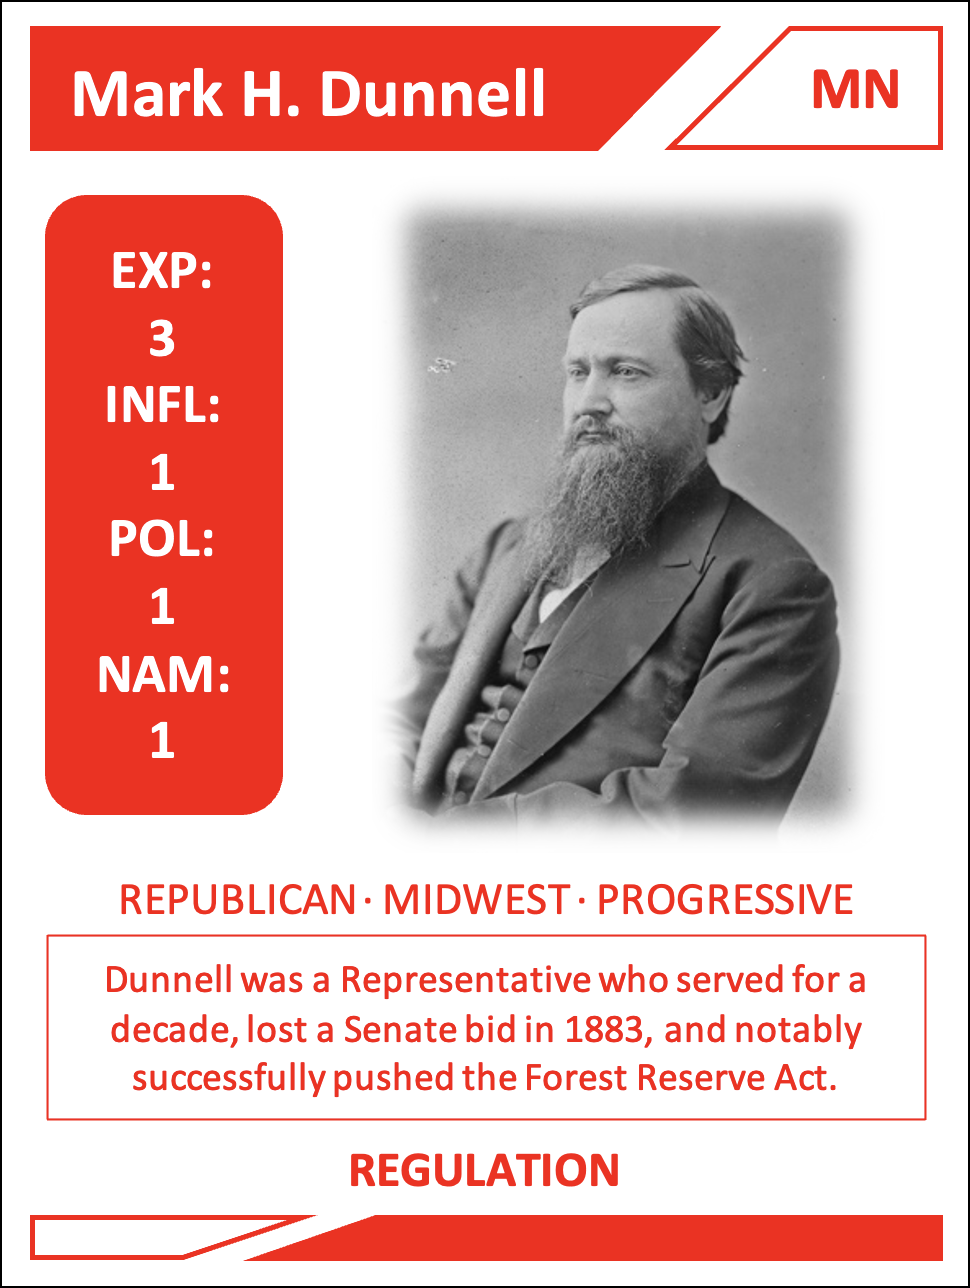 Mark H. Dunnell
MN
EXP:
3
INFL:
1
POL:
1
NAM:
1
REPUBLICAN · MIDWEST · PROGRESSIVE
Dunnell was a Representative who served for a
decade, lost a Senate bid in 1883, and notably
successfully pushed the Forest Reserve Act.
REGULATION